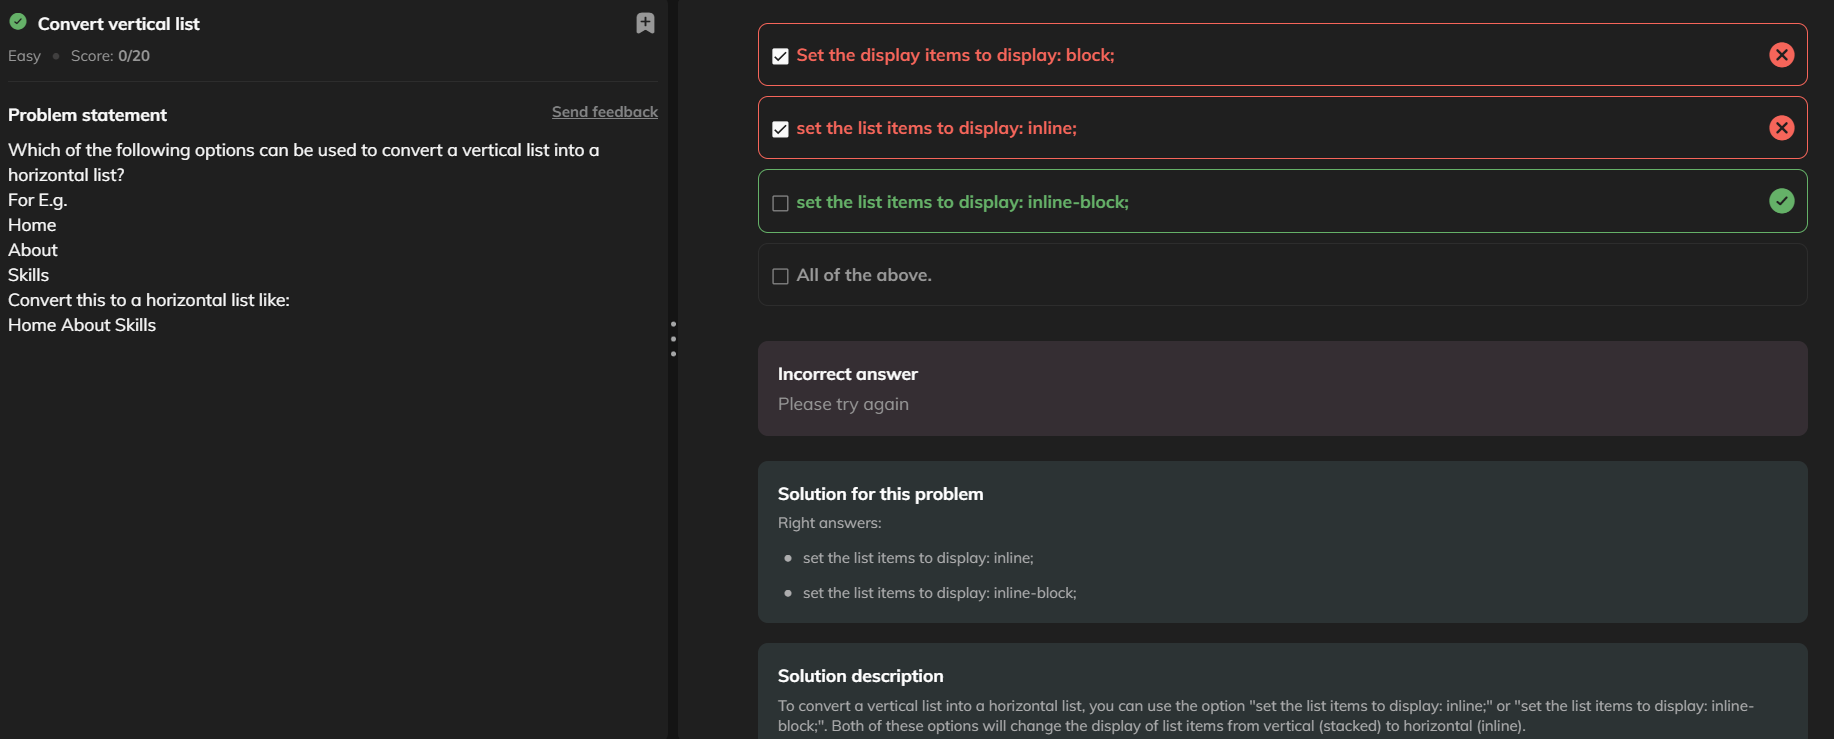 Convert vertical list
Easy • Score: 0/20
Problem statement
Send feedback
Which of the following options can be used to convert a vertical list into a
horizontal list?
For E.g.
Home
About
Skills
Convert this to a horizontal list like:
Home About Skills
Set the display items to display: block;
set the list items to display: inline;
set the list items to display: inline-block;
All of the above.
Incorrect answer
Please try again
Solution for this problem
Right answers:
• set the list items to display: inline;
• set the list items to display: inline-block;
Solution description
To convert a vertical list into a horizontal list, you can use the option "set the list items to display: inline;" or "set the list items to display: inline-
block;". Both of these options will change the display of list items from vertical (stacked) to horizontal (inline).